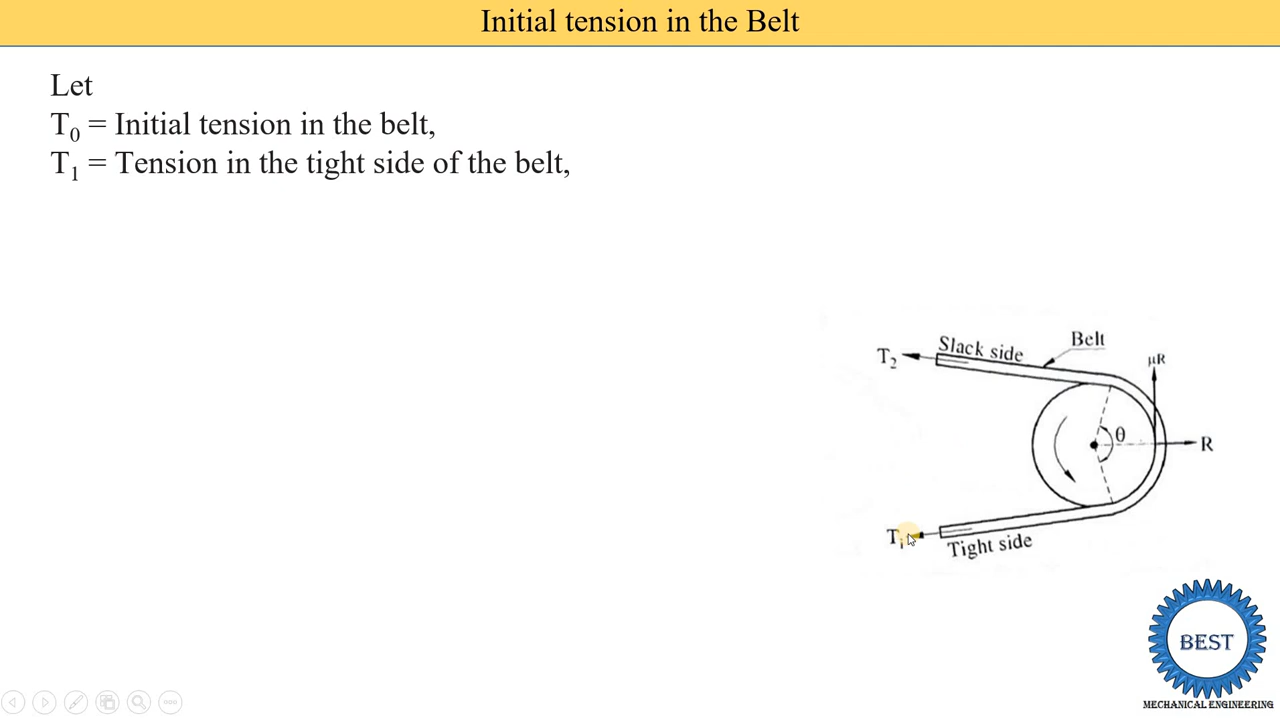 Initial tension in the Belt
Let
T₀ = Initial tension in the belt,
T₁ = Tension in the tight side of the belt,
Belt
Slack side
T₂
μR
θ
R
T₁
Tight side
BEST
MECHANICAL ENGINEERING